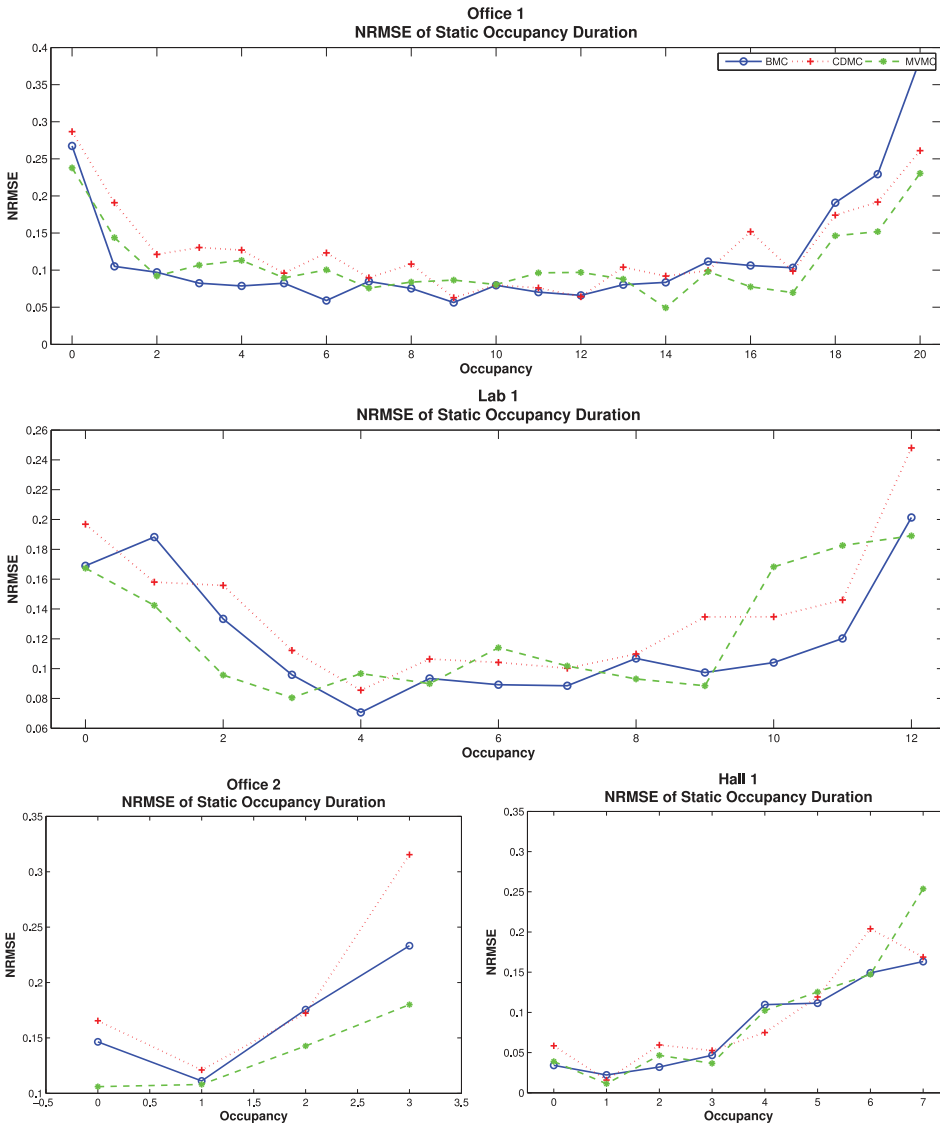 Office 1
NRMSE of Static Occupancy Duration
0.4
0.35
0.3
0.25
0.2
0.15
0.1
0.05
0
NRMSE
BMC CDMC MVMC
0 2 4 6 8 10 12 14 16 18 20
Occupancy
Lab 1
NRMSE of Static Occupancy Duration
0.26
0.24
0.22
0.2
0.18
0.16
0.14
0.12
0.1
0.08
0.06
NRMSE
0 2 4 6 8 10 12
Occupancy
Office 2
NRMSE of Static Occupancy Duration
0.35
0.3
0.25
0.2
0.15
0.1
NRMSE
-0.5 0 0.5 1 1.5 2 2.5 3 3.5
Occupancy
Hall 1
NRMSE of Static Occupancy Duration
0.35
0.3
0.25
0.2
0.15
0.1
0.05
0
NRMSE
0 1 2 3 4 5 6 7
Occupancy